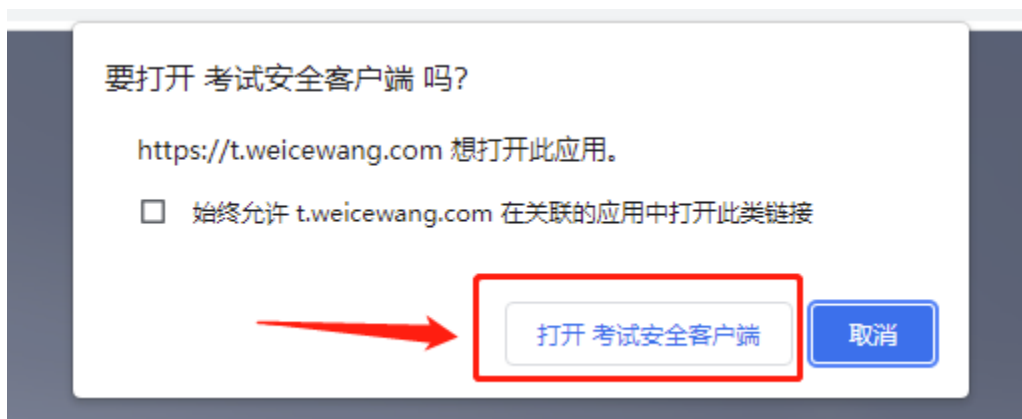 要打开 考试安全客户端 吗?
https://t.weicewang.com 想打开此应用。
始终允许 t.weicewang.com 在关联的应用中打开此类链接
打开 考试安全客户端
取消